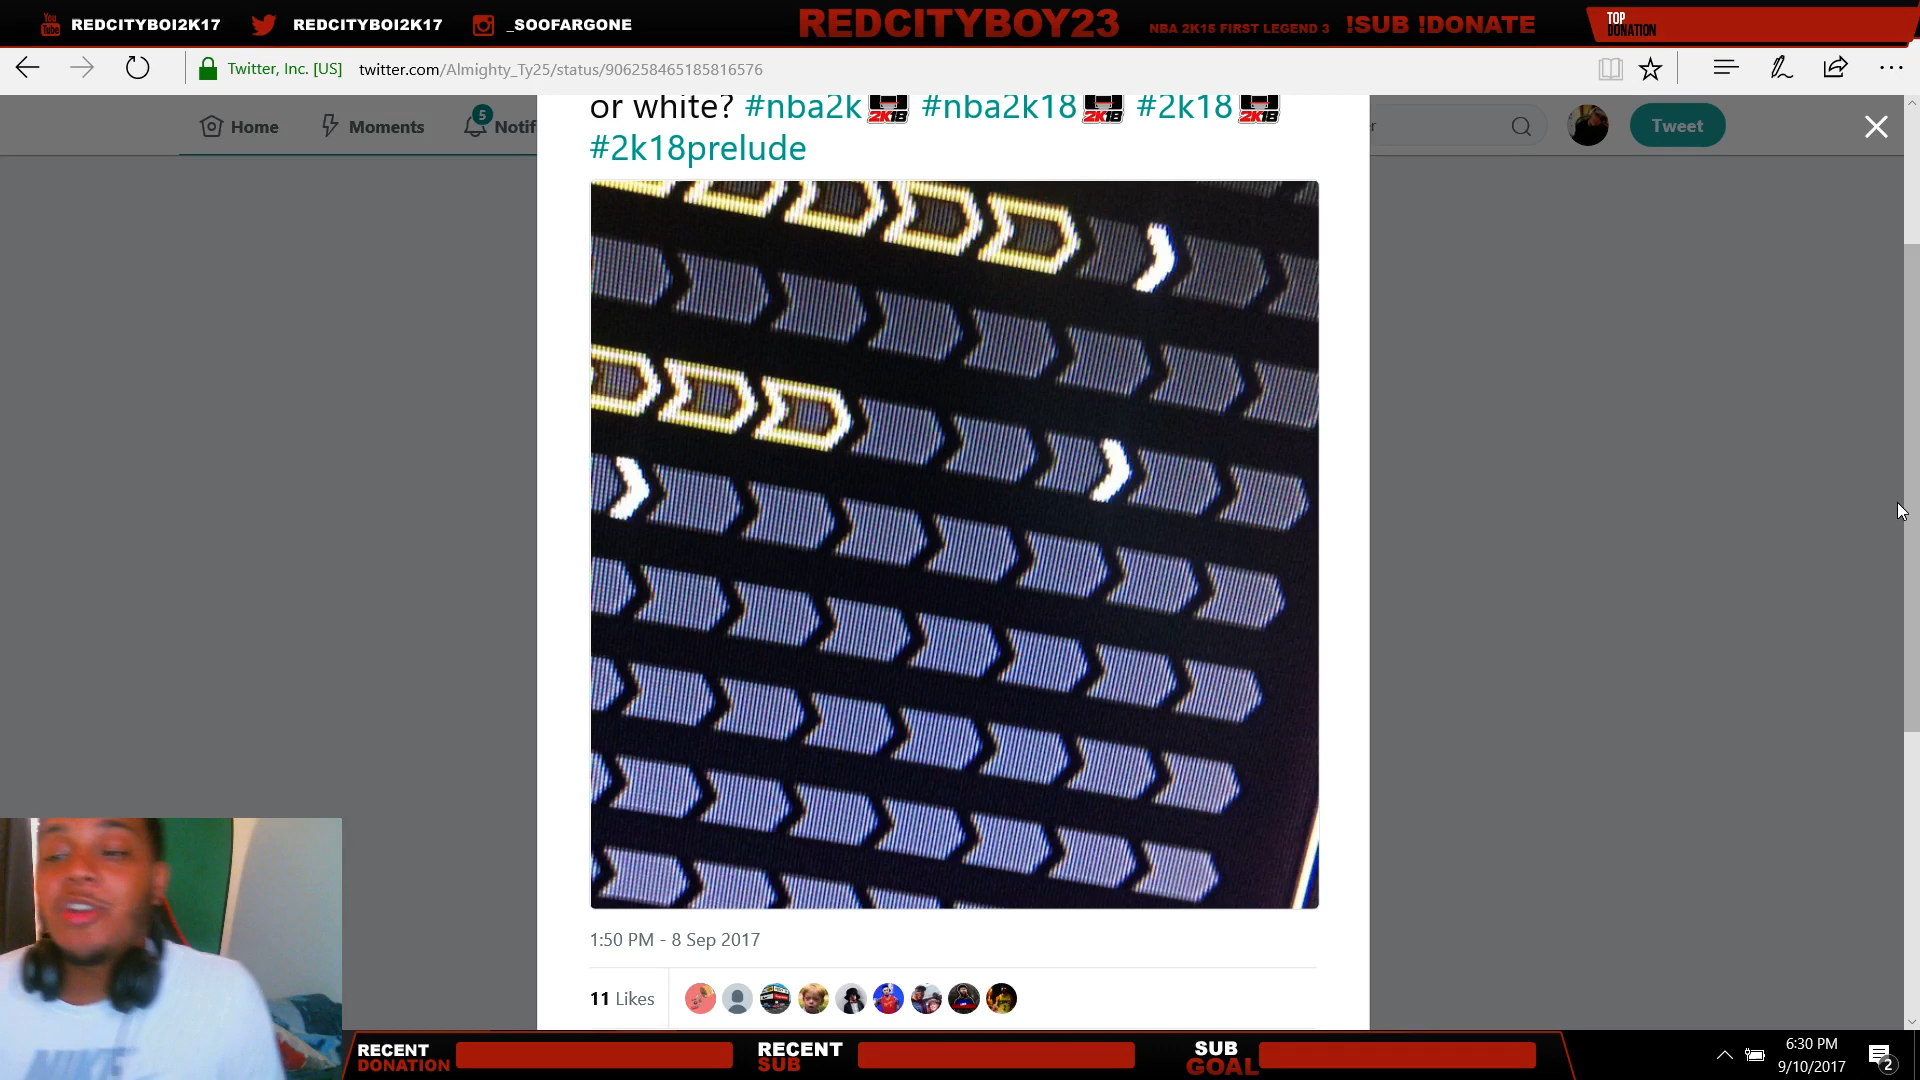 REDCITYBOI2K17
REDCITYBOI2K17
_SOOFARGONE
REDCITYBOY23
NBA 2K15 FIRST LEGEND 3
!SUB !DONATE
TOP
DONATION
Twitter, Inc. [US]
twitter.com/Almighty_Ty25/status/906258465185816576
Home
Moments
5
Notif
Tweet
or white? #nba2k #nba2k18 #2k18
#2k18prelude
1:50 PM - 8 Sep 2017
11 Likes
NIKE
RECENT
DONATION
RECENT
SUB
SUB
GOAL
6:30 PM
9/10/2017
2